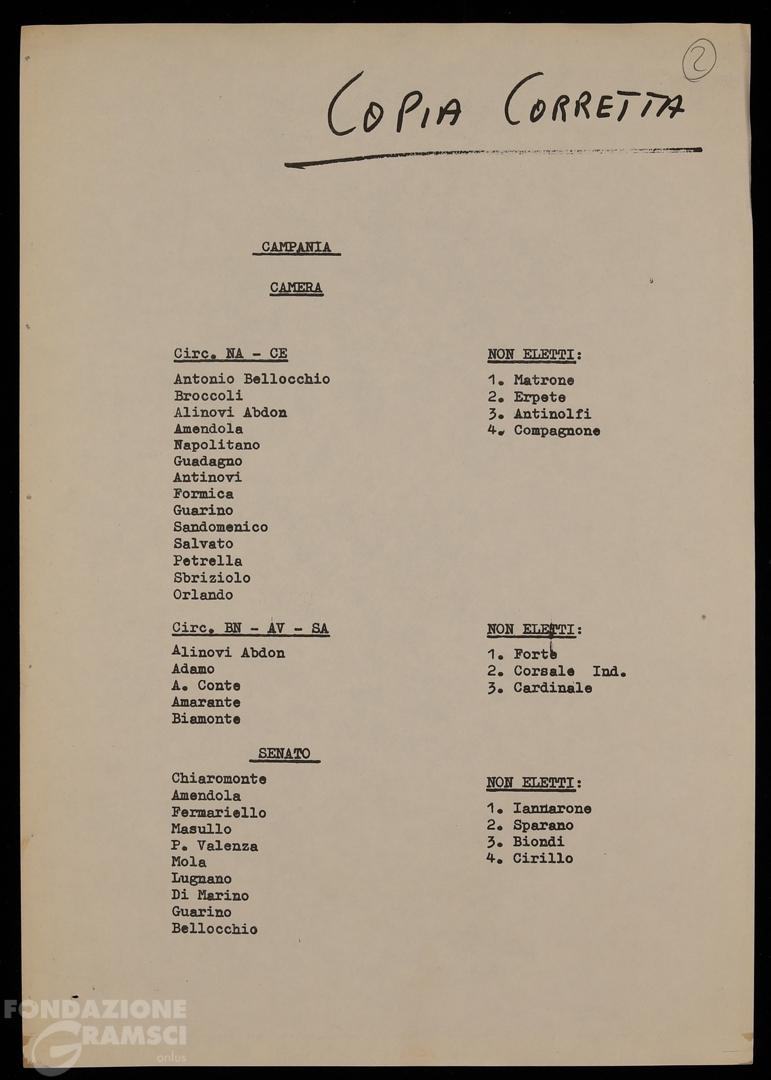 2
COPIA CORRETTA
CAMPANIA
CAMERA
Circ. NA - CE
Antonio Bellocchio
Broccoli
Alinovi Abdon
Amendola
Napolitano
Guadagno
Antinovi
Formica
Guarino
Sandomenico
Salvato
Petrella
Sbriziolo
Orlando
NON ELETTI:
1. Matrone
2. Erpete
3. Antinolfi
4. Compagnone
Circ. BN - AV - SA
Alinovi Abdon
Adamo
A. Conte
Amarante
Biamonte
NON ELETTI:
1. Forte
2. Corsale Ind.
3. Cardinale
SENATO
Chiaromonte
Amendola
Fermariello
Masullo
P. Valenza
Mola
Lugnano
Di Marino
Guarino
Bellocchio
NON ELETTI:
1. Iannarone
2. Sparano
3. Biondi
4. Cirillo
FONDAZIONE
GRAMSCI
onlus